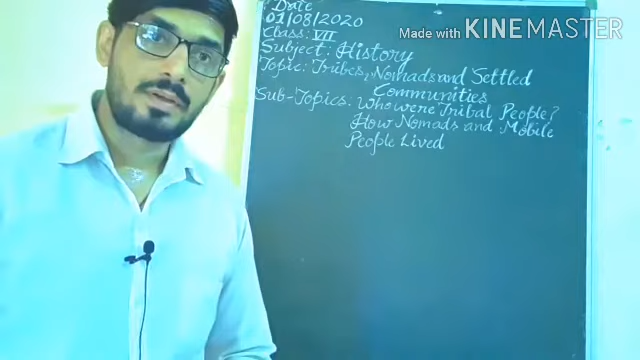 Date
01/08/2020
Class: VII
Subject: History
Topic: Tribes, Nomads and Settled
Communities
Sub-Topics: Who were Tribal People?
How Nomads and Mobile
People Lived
Made with KINEMASTER